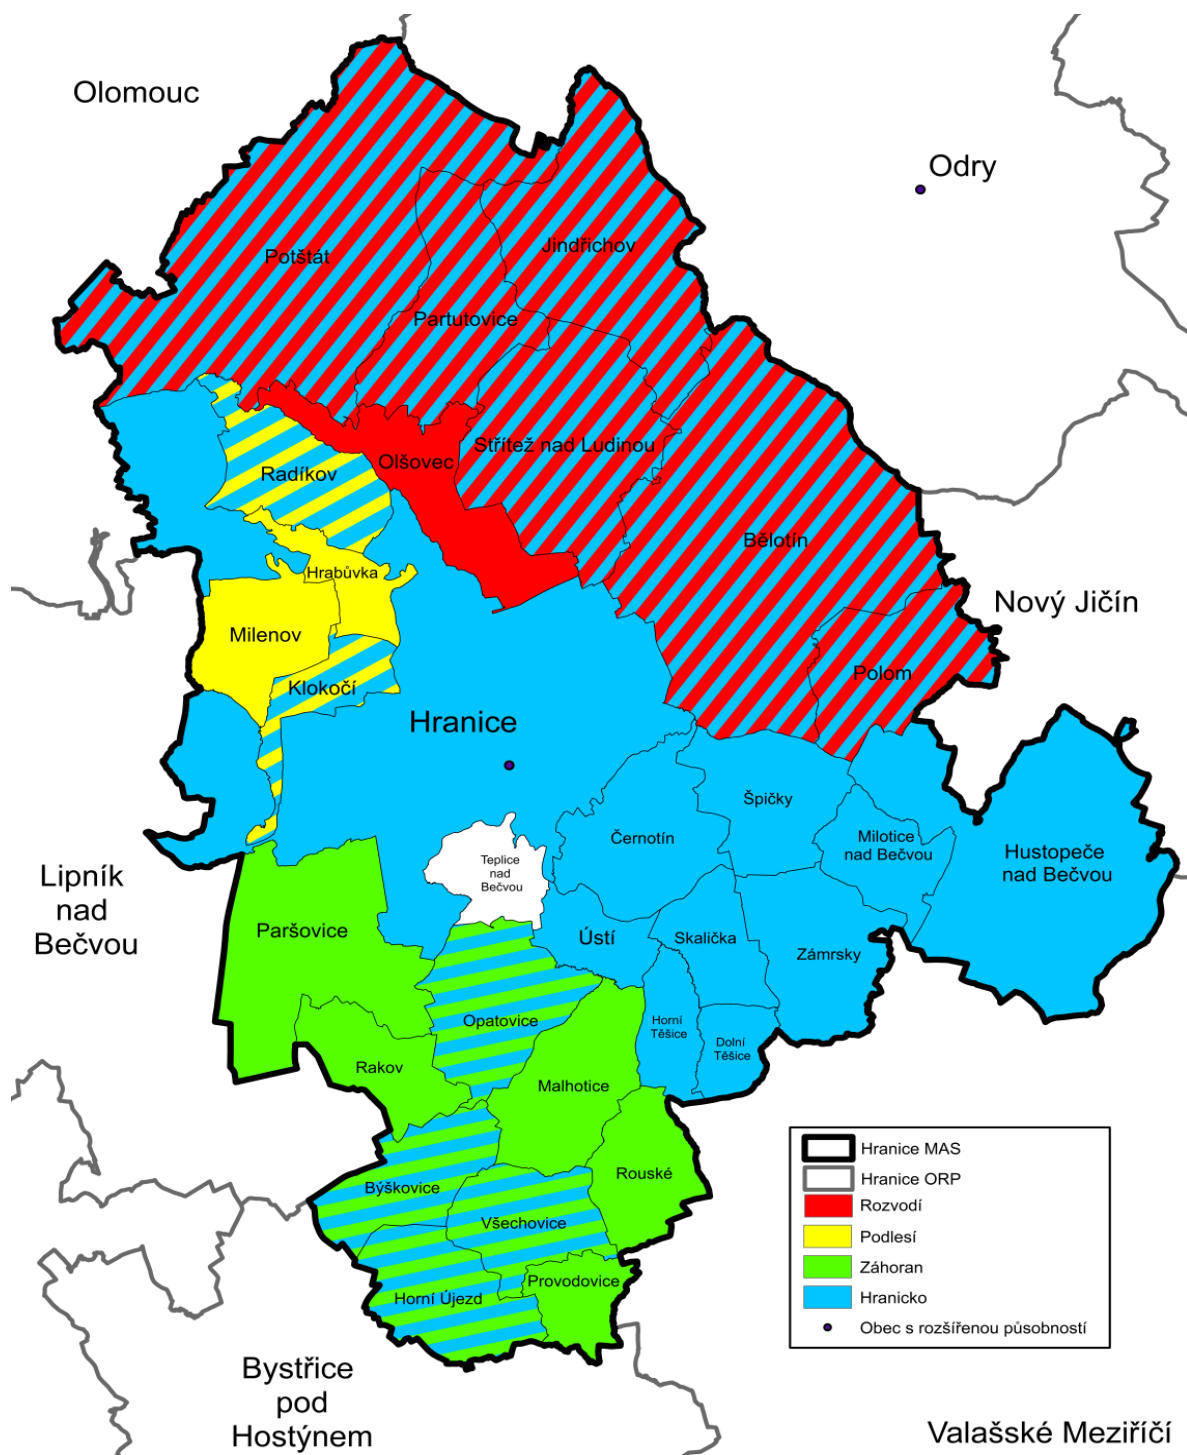 Olomouc
Odry
Jindřichov
Potštát
Partutovice
Střítež nad Ludinou
Olšovec
Radíkov
Bělotín
Hrabůvka
Nový Jičín
Milenov
Polom
Klokočí
Hranice
Špičky
Černotín
Milotice
nad Bečvou
Hustopeče
nad Bečvou
Teplice
nad
Bečvou
Lipník
nad
Bečvou
Paršovice
Ústí
Skalička
Zámrsky
Opatovice
Horní
Těšice
Dolní
Těšice
Rakov
Malhotice
Rouské
Býškovice
Všechovice
Provodovice
Horní Újezd
Hranice MAS
Hranice ORP
Rozvodí
Podlesí
Záhoran
Hranicko
Obec s rozšířenou působností
Bystřice
pod
Hostýnem
Valašské Meziříčí